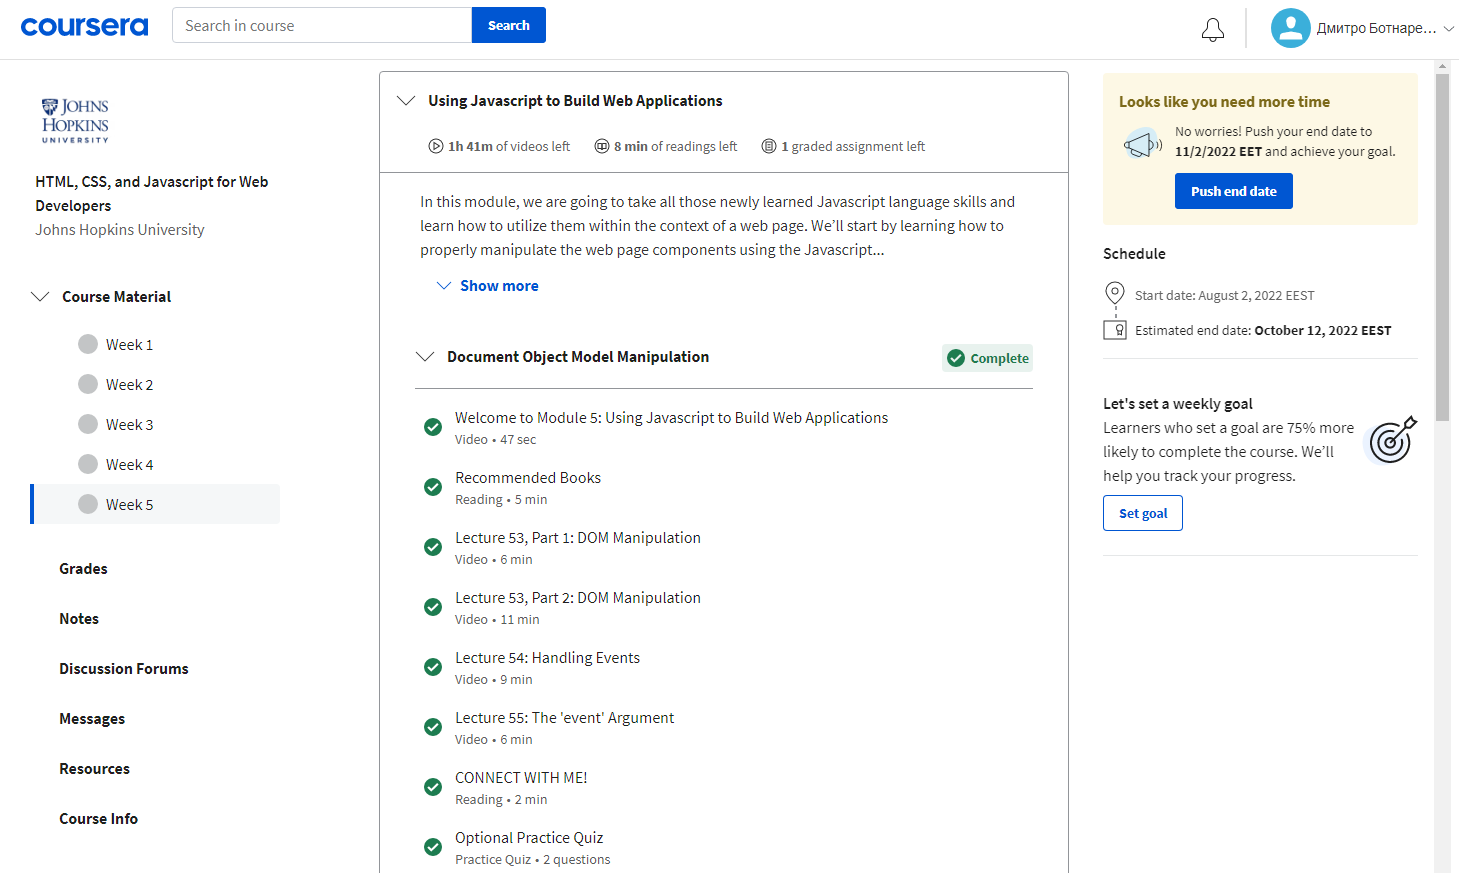 coursera
Search in course
Search
Дмитро Ботнаре...
JOHNS
HOPKINS
UNIVERSITY
HTML, CSS, and Javascript for Web
Developers
Johns Hopkins University
Course Material
Week 1
Week 2
Week 3
Week 4
Week 5
Grades
Notes
Discussion Forums
Messages
Resources
Course Info
Using Javascript to Build Web Applications
1h 41m of videos left
8 min of readings left
1 graded assignment left
In this module, we are going to take all those newly learned Javascript language skills and
learn how to utilize them within the context of a web page. We’ll start by learning how to
properly manipulate the web page components using the Javascript...
Show more
Document Object Model Manipulation
Complete
Welcome to Module 5: Using Javascript to Build Web Applications
Video • 47 sec
Recommended Books
Reading • 5 min
Lecture 53, Part 1: DOM Manipulation
Video • 6 min
Lecture 53, Part 2: DOM Manipulation
Video • 11 min
Lecture 54: Handling Events
Video • 9 min
Lecture 55: The 'event' Argument
Video • 6 min
CONNECT WITH ME!
Reading • 2 min
Optional Practice Quiz
Practice Quiz • 2 questions
Looks like you need more time
No worries! Push your end date to
11/2/2022 EET and achieve your goal.
Push end date
Schedule
Start date: August 2, 2022 EEST
Estimated end date: October 12, 2022 EEST
Let's set a weekly goal
Learners who set a goal are 75% more
likely to complete the course. We’ll
help you track your progress.
Set goal